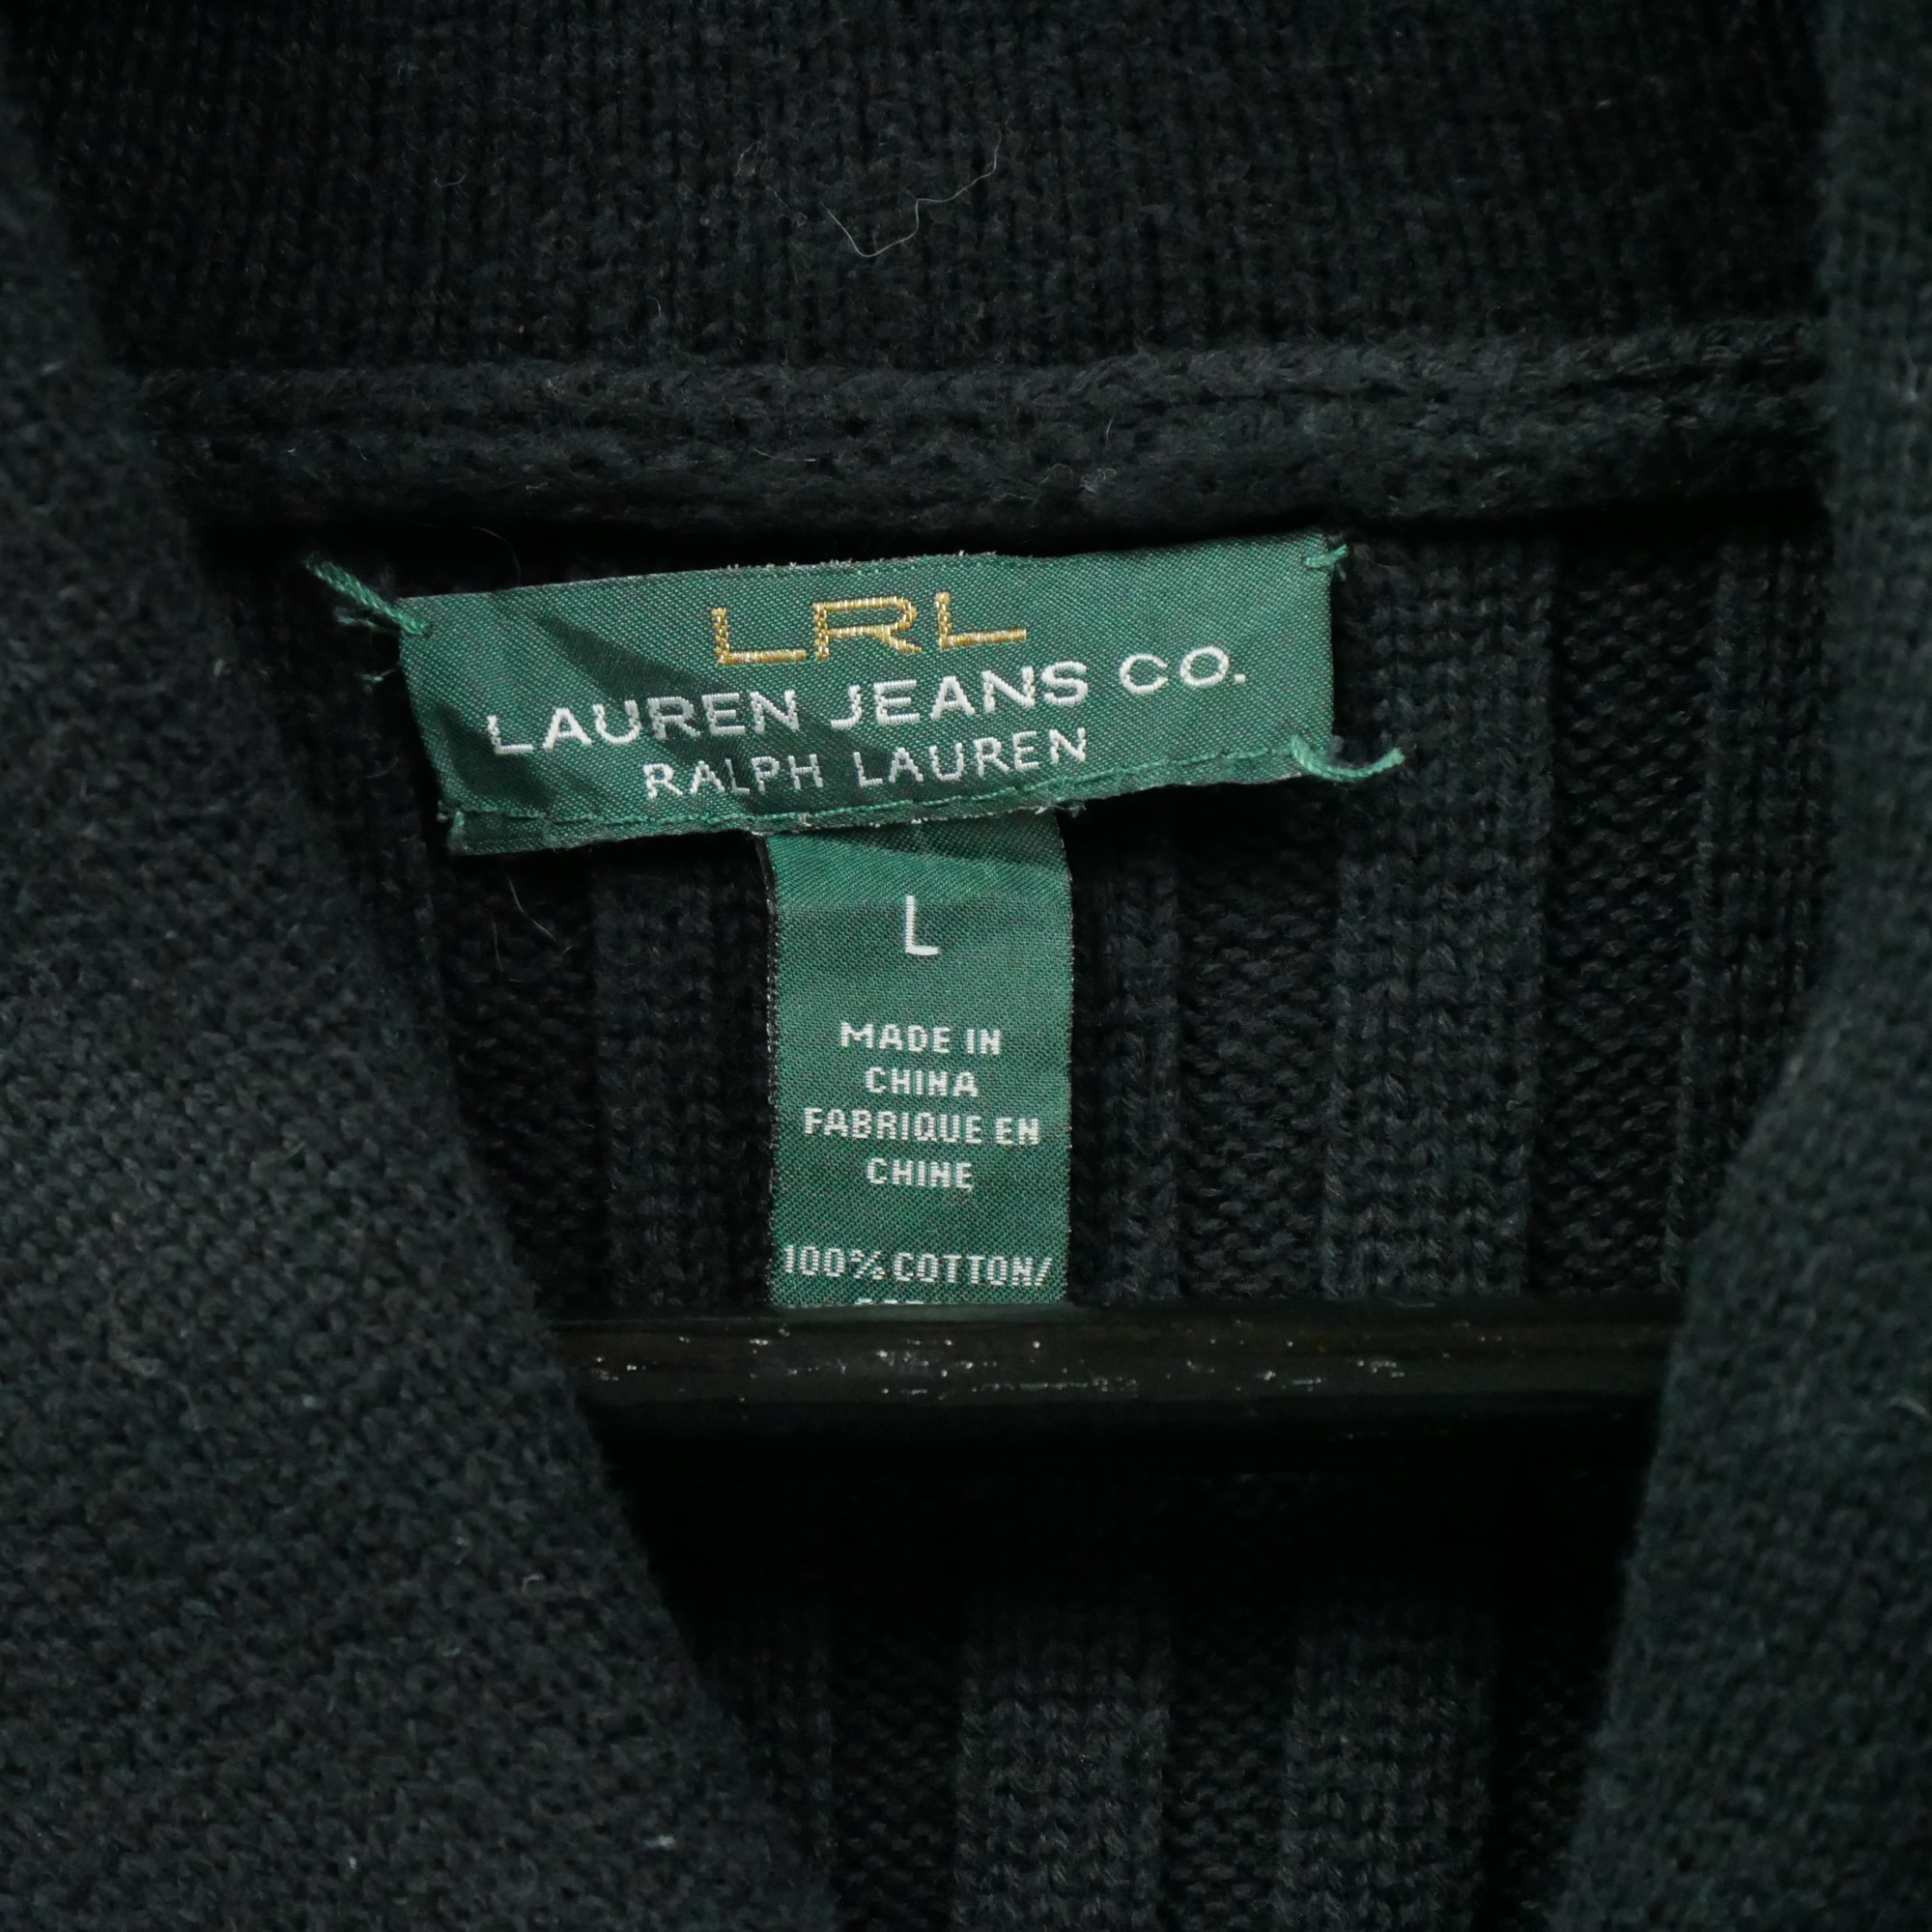 LRL
LAUREN JEANS CO.
RALPH LAUREN
L
MADE IN
CHINA
FABRIQUE EN
CHINE
100% COTTON/